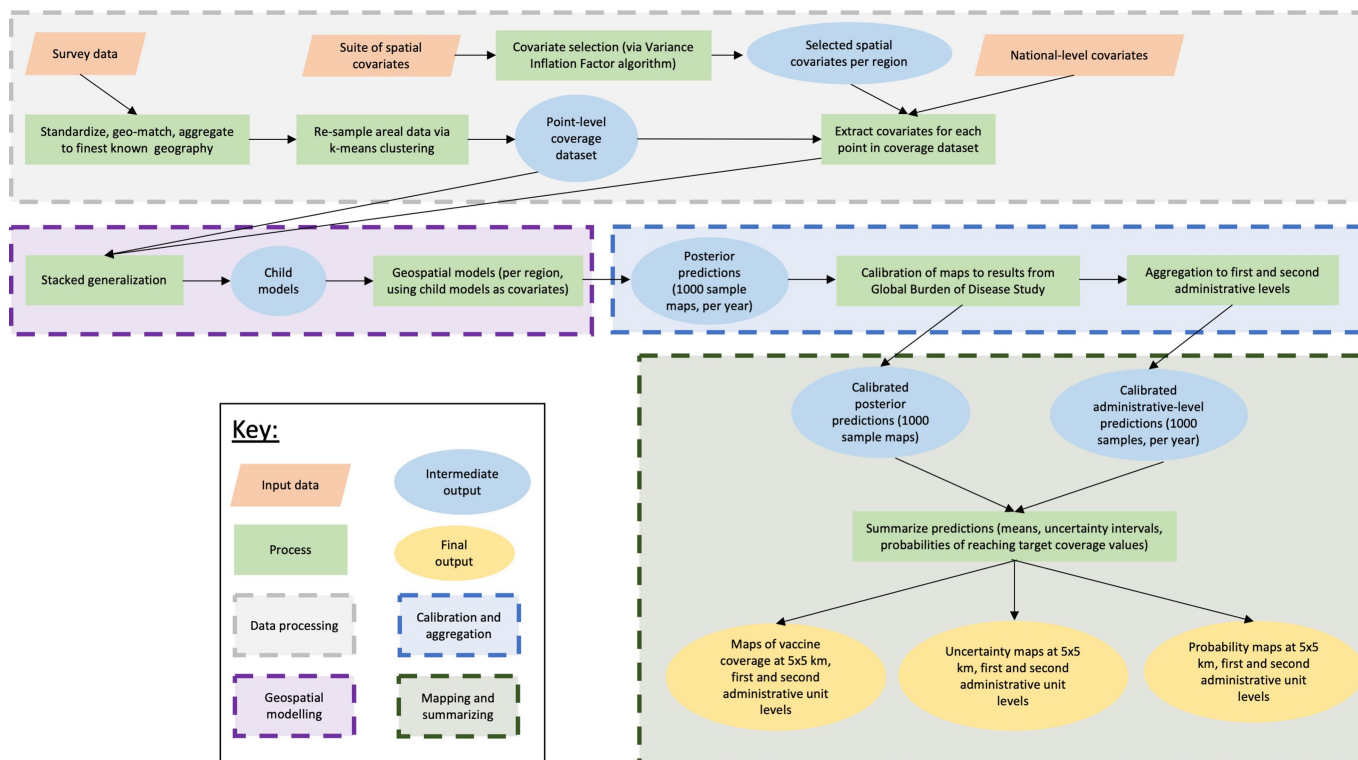 Survey data
Suite of spatial
covariates
Covariate selection (via Variance
Inflation Factor algorithm)
Selected spatial
covariates per region
National-level covariates
Standardize, geo-match, aggregate
to finest known geography
Re-sample areal data via
k-means clustering
Point-level
coverage
dataset
Extract covariates for each
point in coverage dataset
Stacked generalization
Child
models
Geospatial models (per region,
using child models as covariates)
Posterior
predictions
(1000 sample
maps, per year)
Calibration of maps to results from
Global Burden of Disease Study
Aggregation to first and second
administrative levels
Calibrated
posterior
predictions (1000
sample maps)
Calibrated
administrative-level
predictions (1000
samples, per year)
Summarize predictions (means, uncertainty intervals,
probabilities of reaching target coverage values)
Maps of vaccine
coverage at 5x5 km,
first and second
administrative unit
levels
Uncertainty maps at 5x5
km, first and second
administrative unit
levels
Probability maps at 5x5
km, first and second
administrative unit
levels
Key:
Input data
Intermediate
output
Process
Final
output
Data processing
Calibration and
aggregation
Geospatial
modelling
Mapping and
summarizing